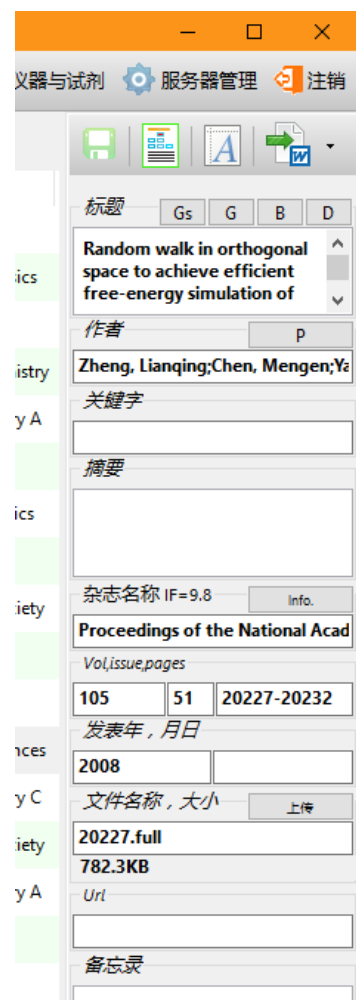 仪器与试剂 服务器管理 注销
标题 Gs G B D
Random walk in orthogonal
space to achieve efficient
free-energy simulation of
sics
作者 P
istry
Zheng, Lianqing;Chen, Mengen;Ya
关键字
y A
摘要
ics
杂志名称 IF=9.8 Info.
iety
Proceedings of the National Acad
Vol,issue,pages
105 51 20227-20232
发表年，月日
nces
2008
y C
文件名称，大小 上传
iety
20227.full
782.3KB
y A
Url
备忘录